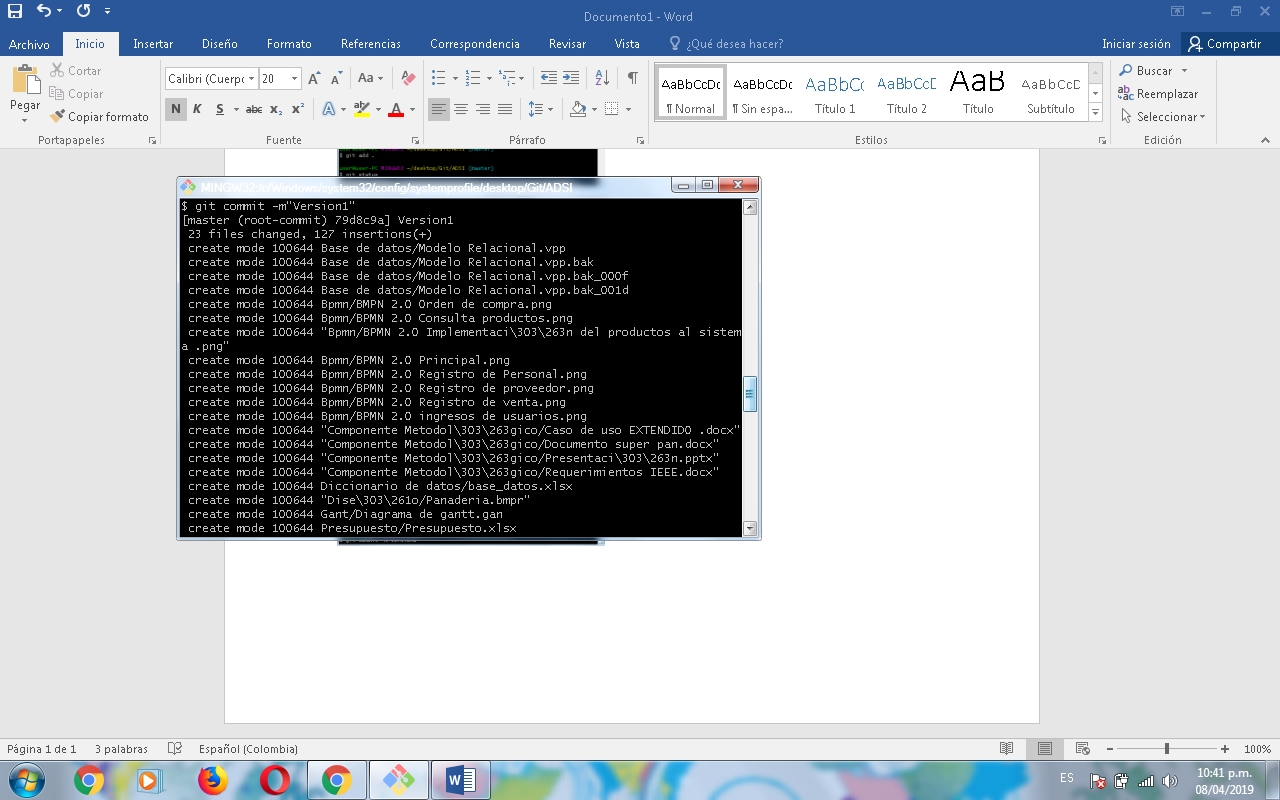 Documento1 - Word
Archivo Inicio Insertar Diseño Formato Referencias Correspondencia Revisar Vista ¿Qué desea hacer? Iniciar sesión Compartir
Pegar
Cortar
Copiar
Copiar formato
Portapapeles
Calibri (Cuerpo 20
N K S abc x₂ x²
Fuente
Párrafo
AaBbCcDc AaBbCcDc AaBbCc AaBbCcD AaB AaBbCcD
¶ Normal ¶ Sin espa... Título 1 Título 2 Título Subtítulo
Estilos
Buscar
Reemplazar
Seleccionar
Edición
$ git add .
$ git status
MINGW32:/c/Windows/system32/config/systemprofile/desktop/Git/ADSI
$ git commit -m"Version1"
[master (root-commit) 79d8c9a] Version1
23 files changed, 127 insertions(+)
create mode 100644 Base de datos/Modelo Relacional.vpp
create mode 100644 Base de datos/Modelo Relacional.vpp.bak
create mode 100644 Base de datos/Modelo Relacional.vpp.bak_000f
create mode 100644 Base de datos/Modelo Relacional.vpp.bak_001d
create mode 100644 Bpmn/BMPN 2.0 Orden de compra.png
create mode 100644 Bpmn/BPMN 2.0 Consulta productos.png
create mode 100644 "Bpmn/BPMN 2.0 Implementaci\303\263n del productos al sistem
a .png"
create mode 100644 Bpmn/BPMN 2.0 Principal.png
create mode 100644 Bpmn/BPMN 2.0 Registro de Personal.png
create mode 100644 Bpmn/BPMN 2.0 Registro de proveedor.png
create mode 100644 Bpmn/BPMN 2.0 Registro de venta.png
create mode 100644 Bpmn/BPMN 2.0 ingresos de usuarios.png
create mode 100644 "Componente Metodol\303\263gico/Caso de uso EXTENDIDO .docx"
create mode 100644 "Componente Metodol\303\263gico/Documento super pan.docx"
create mode 100644 "Componente Metodol\303\263gico/Presentaci\303\263n.pptx"
create mode 100644 "Componente Metodol\303\263gico/Requerimientos IEEE.docx"
create mode 100644 Diccionario de datos/base_datos.xlsx
create mode 100644 "Dise\303\261o/Panaderia.bmpr"
create mode 100644 Gant/Diagrama de gantt.gan
create mode 100644 Presupuesto/Presupuesto.xlsx
Página 1 de 1 3 palabras Español (Colombia) 100%
ES 10:41 p.m.
08/04/2019